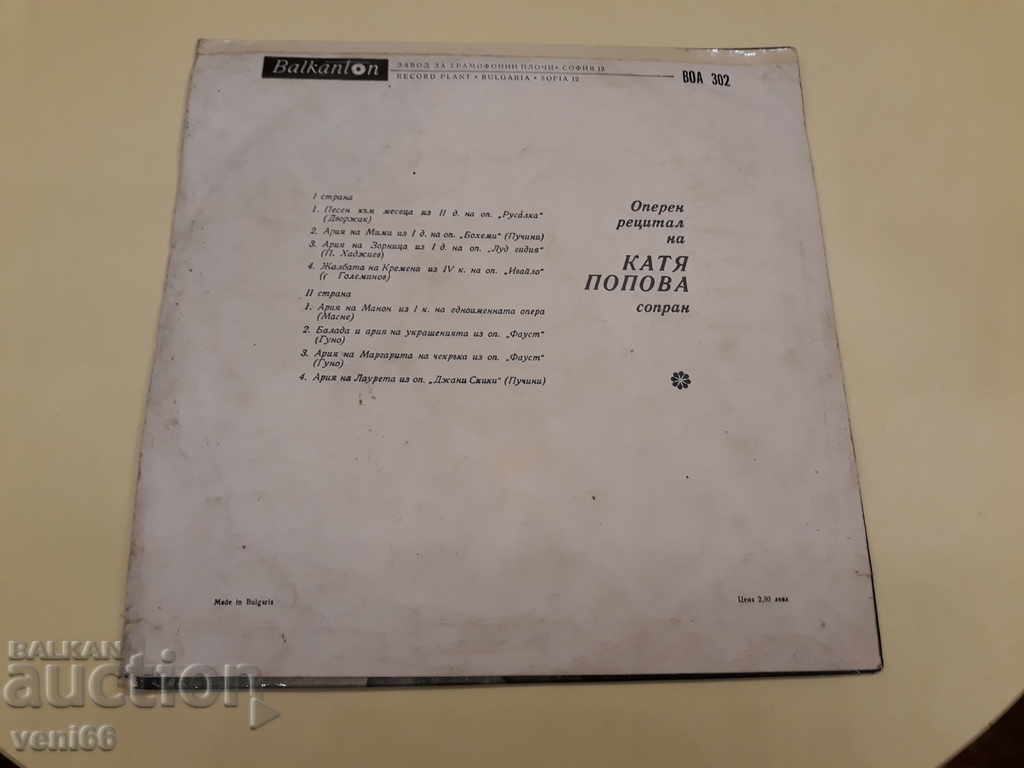 Balkanton
ЗАВОД ЗА ГРАМОФОННИ ПЛОЧИ • СОФИЯ 12
RECORD PLANT • BULGARIA • SOFIA 12
ВОА 302
I страна
1. Песен към месеца из II д. на оп. „Русалка“
(Дворжак)
2. Ария на Мими из I д. на оп. „Бохеми“ (Пучини)
3. Ария на Зорница из I д. на оп. „Луд гидия“
(П. Хаджиев)
4. Жалбата на Кремена из IV к. на оп. „Ивайло“
Големинов)
II страна
1. Ария на Манон из I к. на едноименната опера
(Масне)
2. Балада и ария на украшенията из оп. „Фауст“
(Гуно)
3. Ария на Маргарита на чекръка из оп. „Фауст“
(Гуно)
4. Ария на Лаурета из оп. „Джани Скики“ (Пучини)
Оперен
рецитал
на
КАТЯ
ПОПОВА
сопран
Made in Bulgaria
Цена лева
BALKAN
auction
veni66